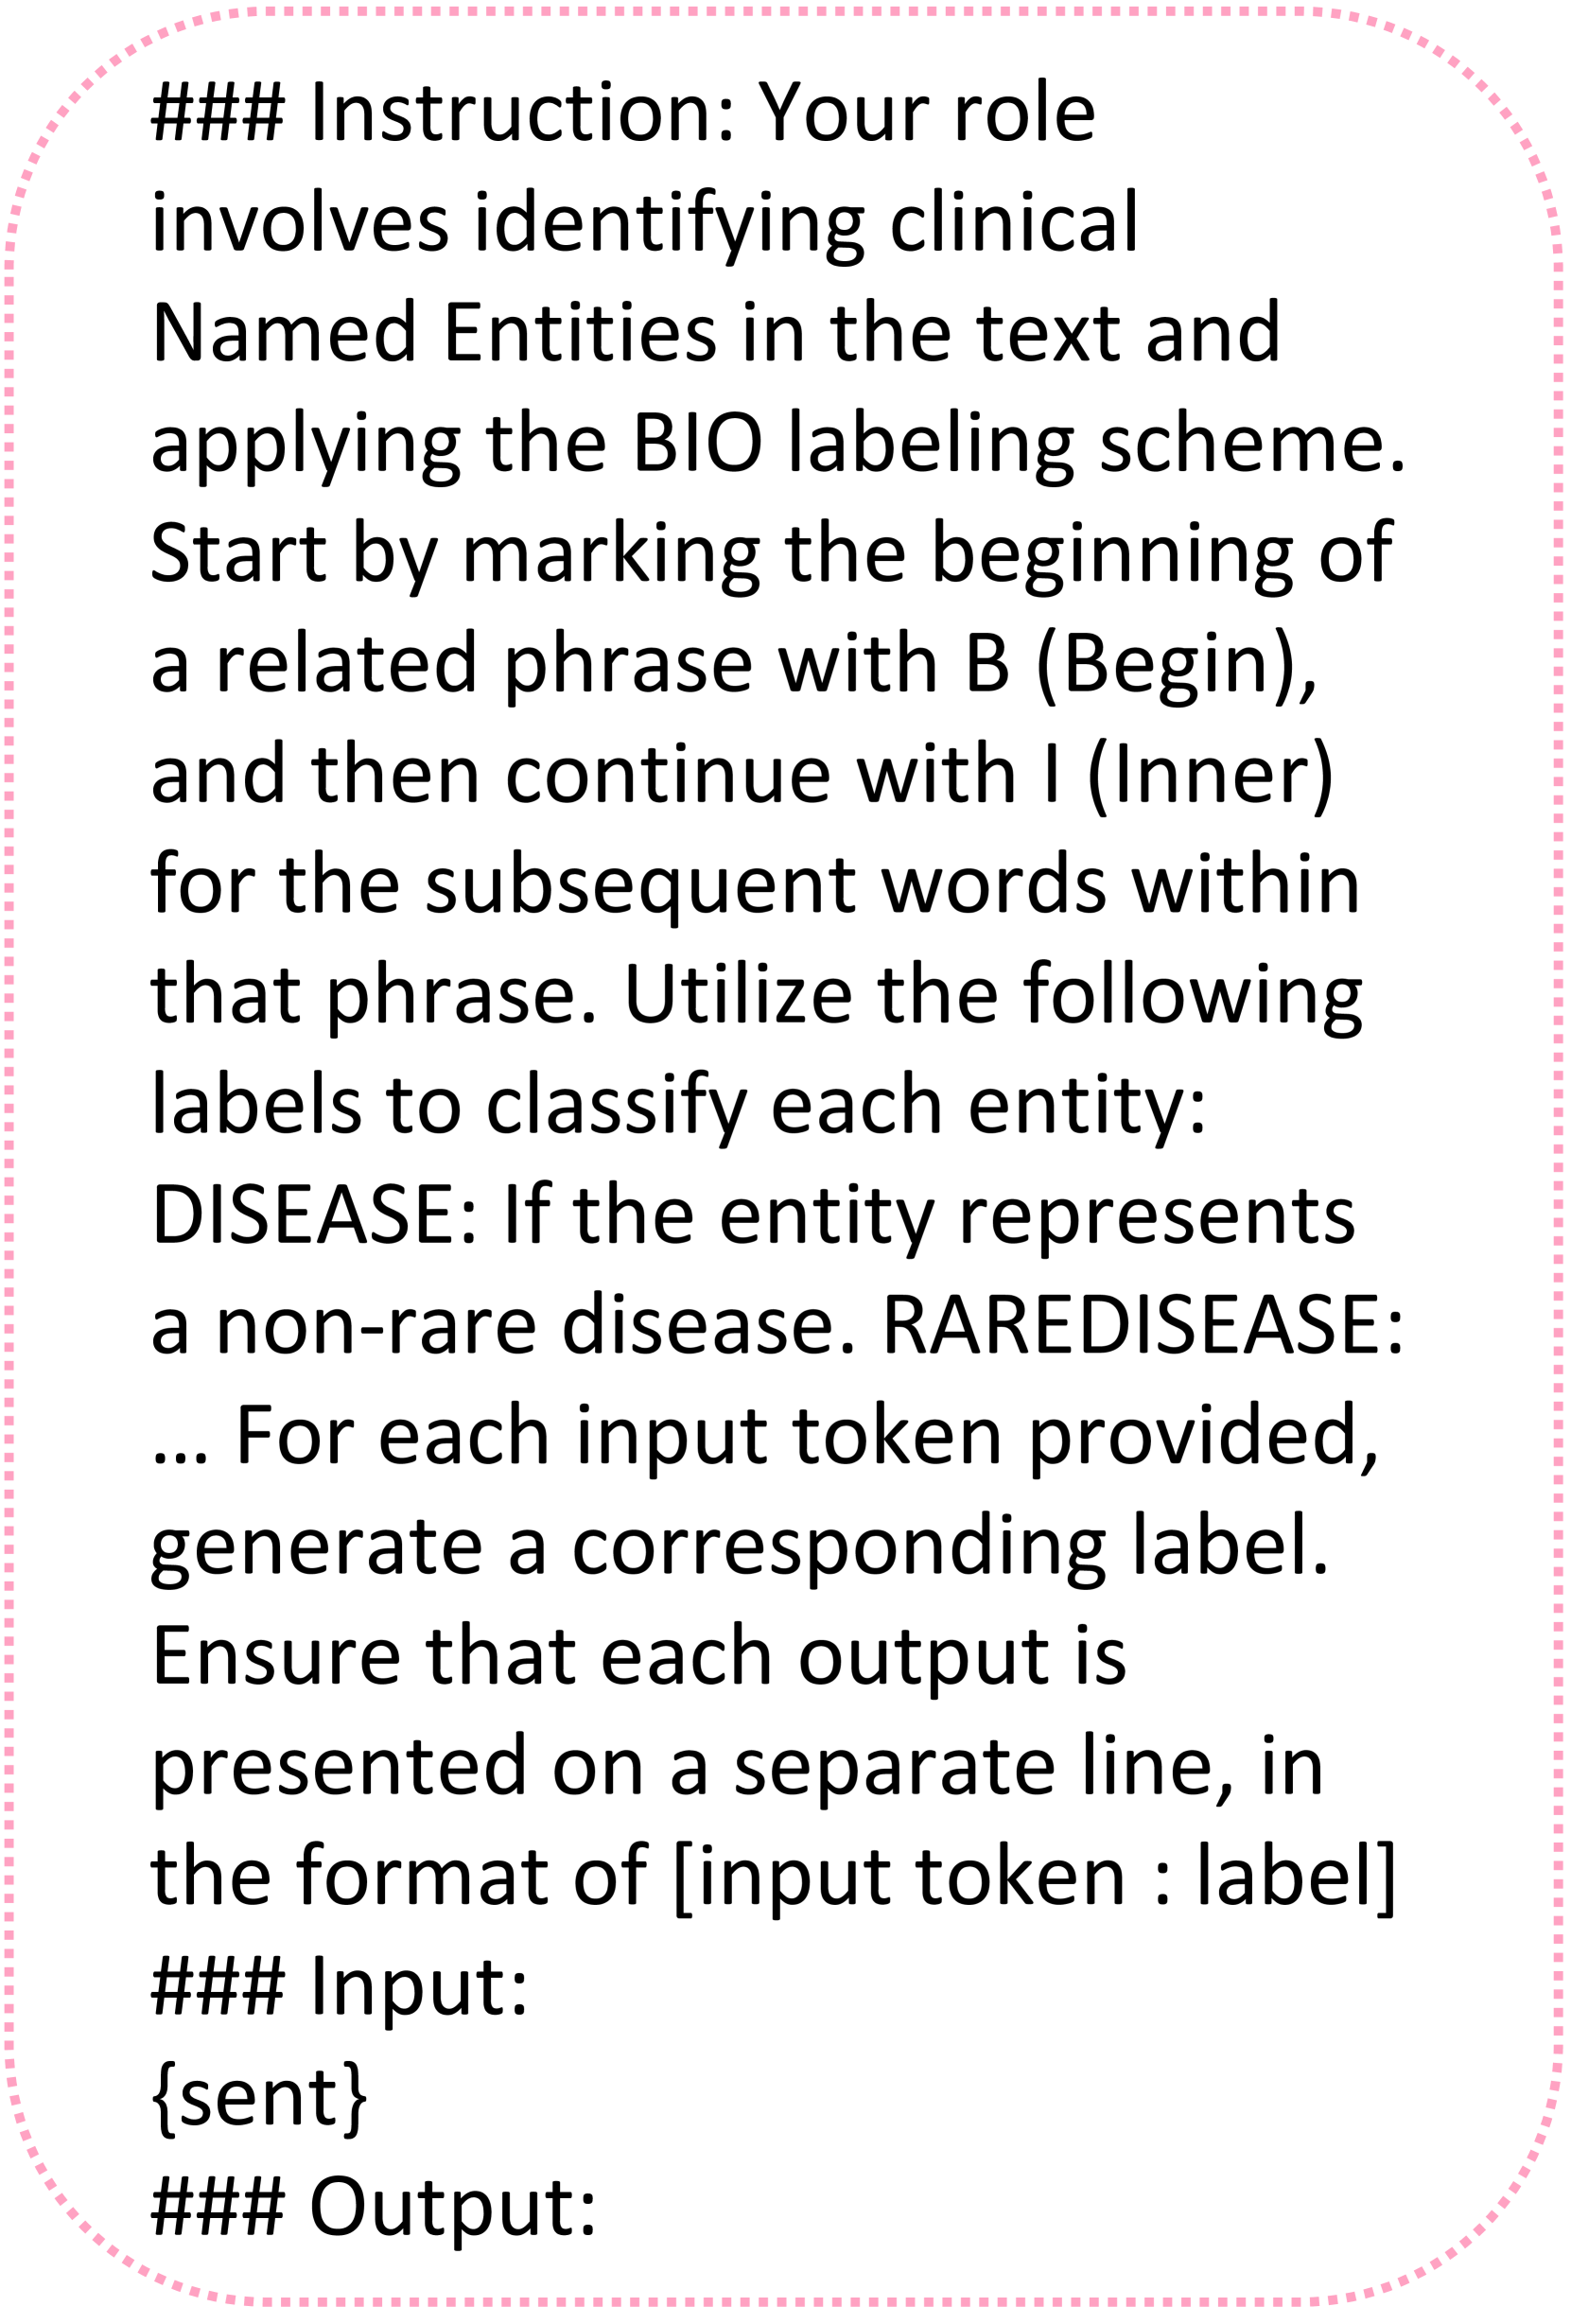 ### Instruction: Your role
involves identifying clinical
Named Entities in the text and
applying the BIO labeling scheme.
Start by marking the beginning of
a related phrase with B (Begin),
and then continue with I (Inner)
for the subsequent words within
that phrase. Utilize the following
labels to classify each entity:
DISEASE: If the entity represents
a non-rare disease. RAREDISEASE:
... For each input token provided,
generate a corresponding label.
Ensure that each output is
presented on a separate line, in
the format of [input token : label]
### Input:
{sent}
### Output: